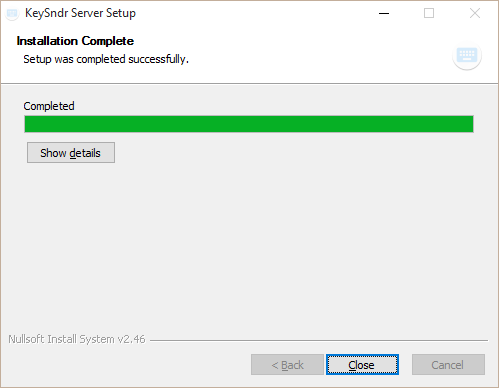 KeySndr Server Setup
Installation Complete
Setup was completed successfully.
Completed
Show details
Nullsoft Install System v2.46
< Back
Close
Cancel